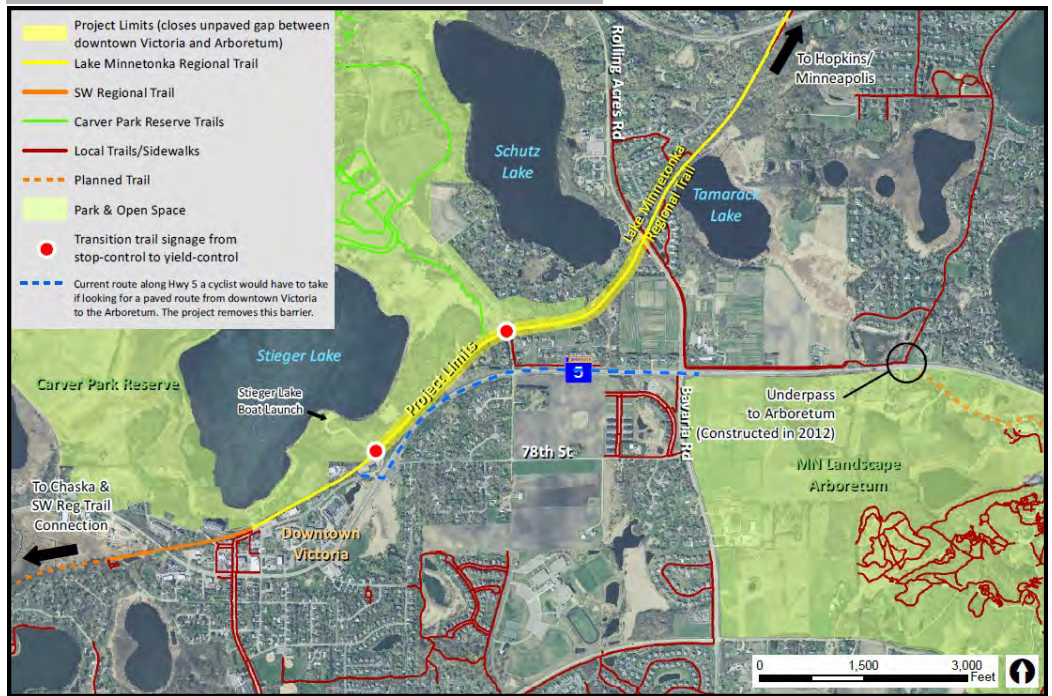 Project Limits (closes unpaved gap between
downtown Victoria and Arboretum)
Lake Minnetonka Regional Trail
SW Regional Trail
Carver Park Reserve Trails
Local Trails/Sidewalks
Planned Trail
Park & Open Space
Transition trail signage from
stop-control to yield-control
Current route along Hwy 5 a cyclist would have to take
if looking for a paved route from downtown Victoria
to the Arboretum. The project removes this barrier.
Rolling Acres Rd
To Hopkins/
Minneapolis
Schutz
Lake
Lake Minnetonka
Regional Trail
Tamarack
Lake
Stieger Lake
Carver Park Reserve
Stieger Lake
Boat Launch
Project Limits
5
Bavaria Rd
Underpass
to Arboretum
(Constructed in 2012)
78th St
MN Landscape
Arboretum
To Chaska &
SW Reg Trail
Connection
Downtown
Victoria
0 1,500 3,000
Feet